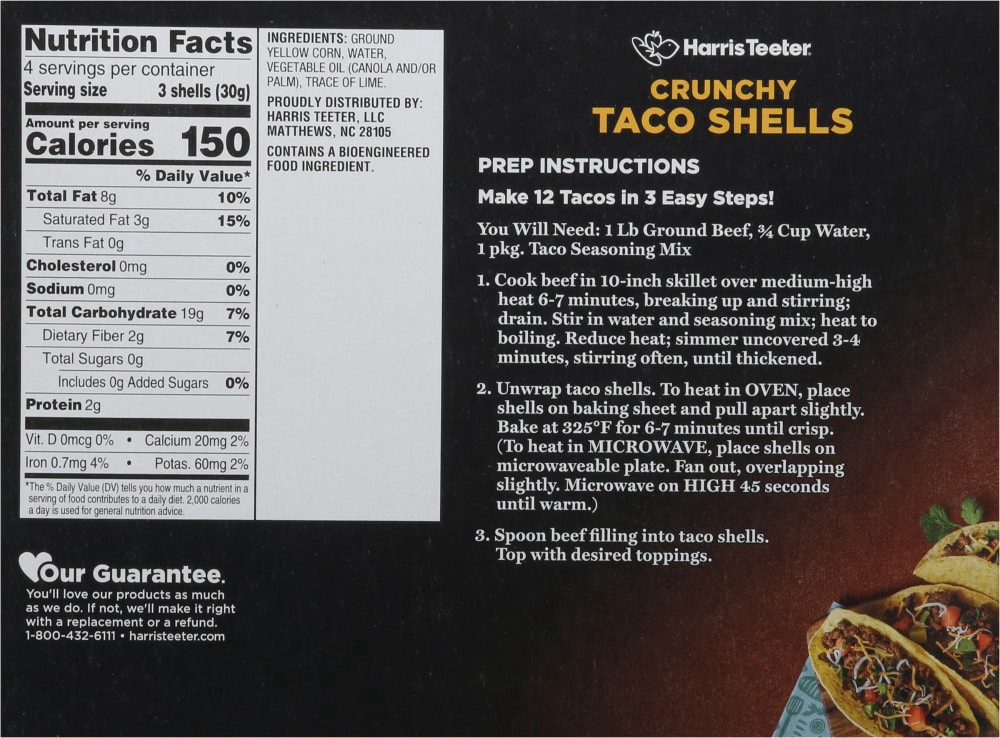 Nutrition Facts
4 servings per container
Serving size 3 shells (30g)
Amount per serving
Calories 150
% Daily Value*
Total Fat 8g 10%
Saturated Fat 3g 15%
Trans Fat 0g
Cholesterol 0mg 0%
Sodium 0mg 0%
Total Carbohydrate 19g 7%
Dietary Fiber 2g 7%
Total Sugars 0g
Includes 0g Added Sugars 0%
Protein 2g
Vit. D 0mcg 0% • Calcium 20mg 2%
Iron 0.7mg 4% • Potas. 60mg 2%
*The % Daily Value (DV) tells you how much a nutrient in a
serving of food contributes to a daily diet. 2,000 calories
a day is used for general nutrition advice.
INGREDIENTS: GROUND
YELLOW CORN, WATER,
VEGETABLE OIL (CANOLA AND/OR
PALM), TRACE OF LIME.
PROUDLY DISTRIBUTED BY:
HARRIS TEETER, LLC
MATTHEWS, NC 28105
CONTAINS A BIOENGINEERED
FOOD INGREDIENT.
Your Guarantee.
You'll love our products as much
as we do. If not, we'll make it right
with a replacement or a refund.
1-800-432-6111 • harristeeter.com
Harris Teeter
CRUNCHY
TACO SHELLS
PREP INSTRUCTIONS
Make 12 Tacos in 3 Easy Steps!
You Will Need: 1 Lb Ground Beef, ¾ Cup Water,
1 pkg. Taco Seasoning Mix
1. Cook beef in 10-inch skillet over medium-high
heat 6-7 minutes, breaking up and stirring;
drain. Stir in water and seasoning mix; heat to
boiling. Reduce heat; simmer uncovered 3-4
minutes, stirring often, until thickened.
2. Unwrap taco shells. To heat in OVEN, place
shells on baking sheet and pull apart slightly.
Bake at 325°F for 6-7 minutes until crisp.
(To heat in MICROWAVE, place shells on
microwaveable plate. Fan out, overlapping
slightly. Microwave on HIGH 45 seconds
until warm.)
3. Spoon beef filling into taco shells.
Top with desired toppings.